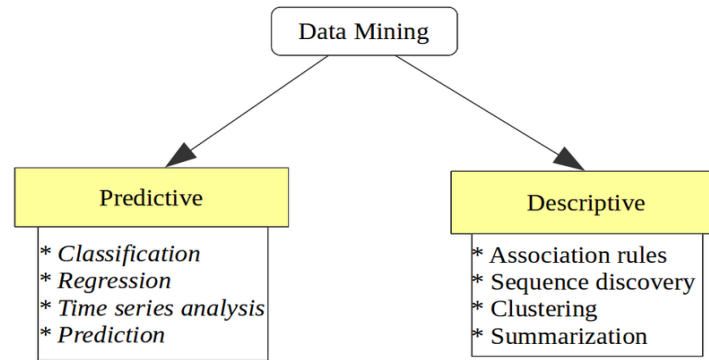 Data Mining
Predictive
* Classification
* Regression
* Time series analysis
* Prediction
Descriptive
* Association rules
* Sequence discovery
* Clustering
* Summarization